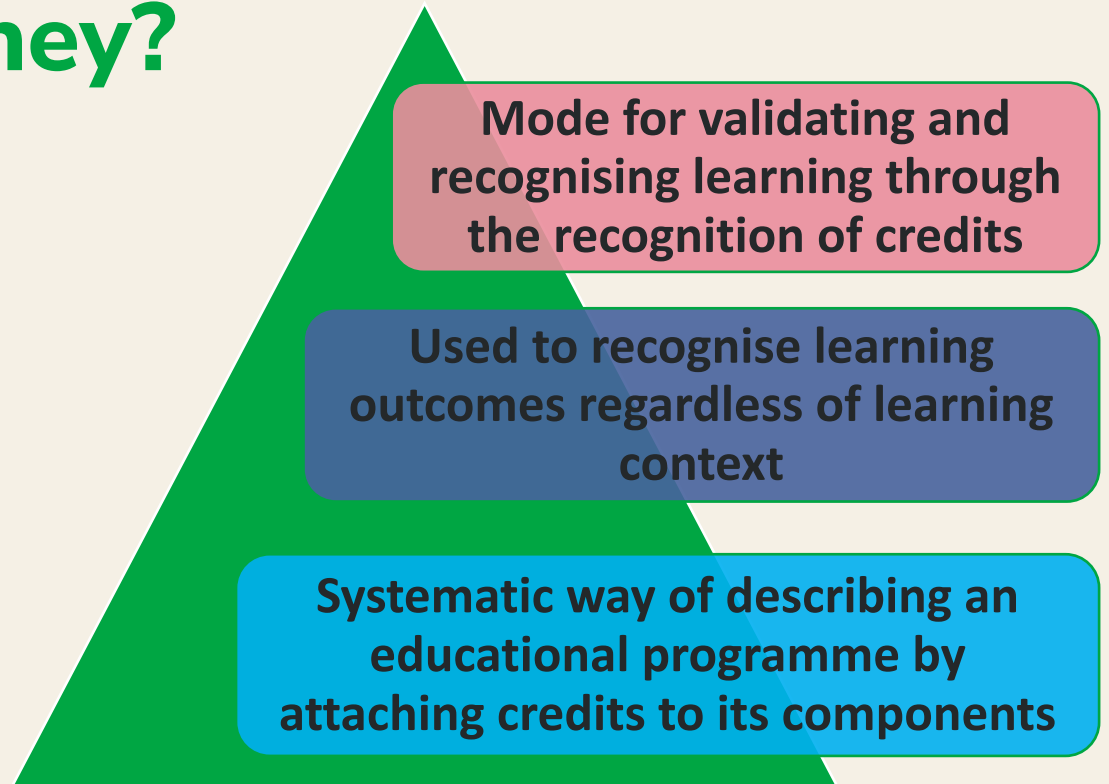 ney?
Mode for validating and
recognising learning through
the recognition of credits
Used to recognise learning
outcomes regardless of learning
context
Systematic way of describing an
educational programme by
attaching credits to its components